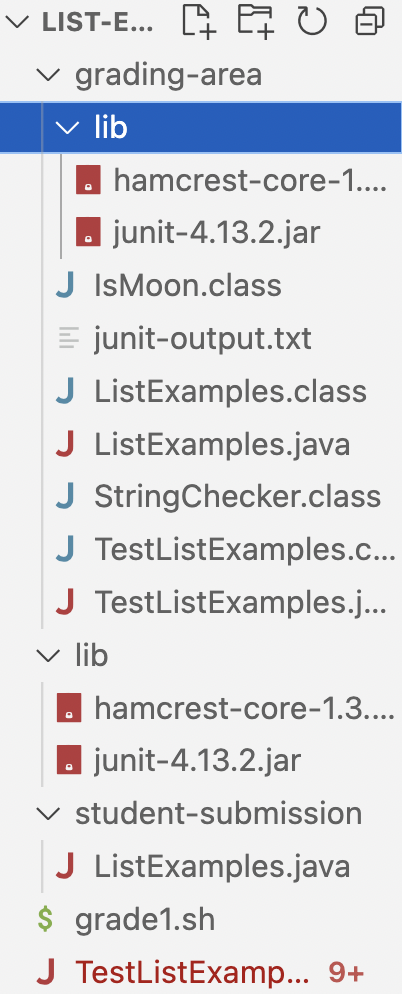 LIST-E...
grading-area
lib
hamcrest-core-1....
junit-4.13.2.jar
IsMoon.class
junit-output.txt
ListExamples.class
ListExamples.java
StringChecker.class
TestListExamples.c...
TestListExamples.j...
lib
hamcrest-core-1.3....
junit-4.13.2.jar
student-submission
ListExamples.java
$ grade1.sh
TestListExamp... 9+